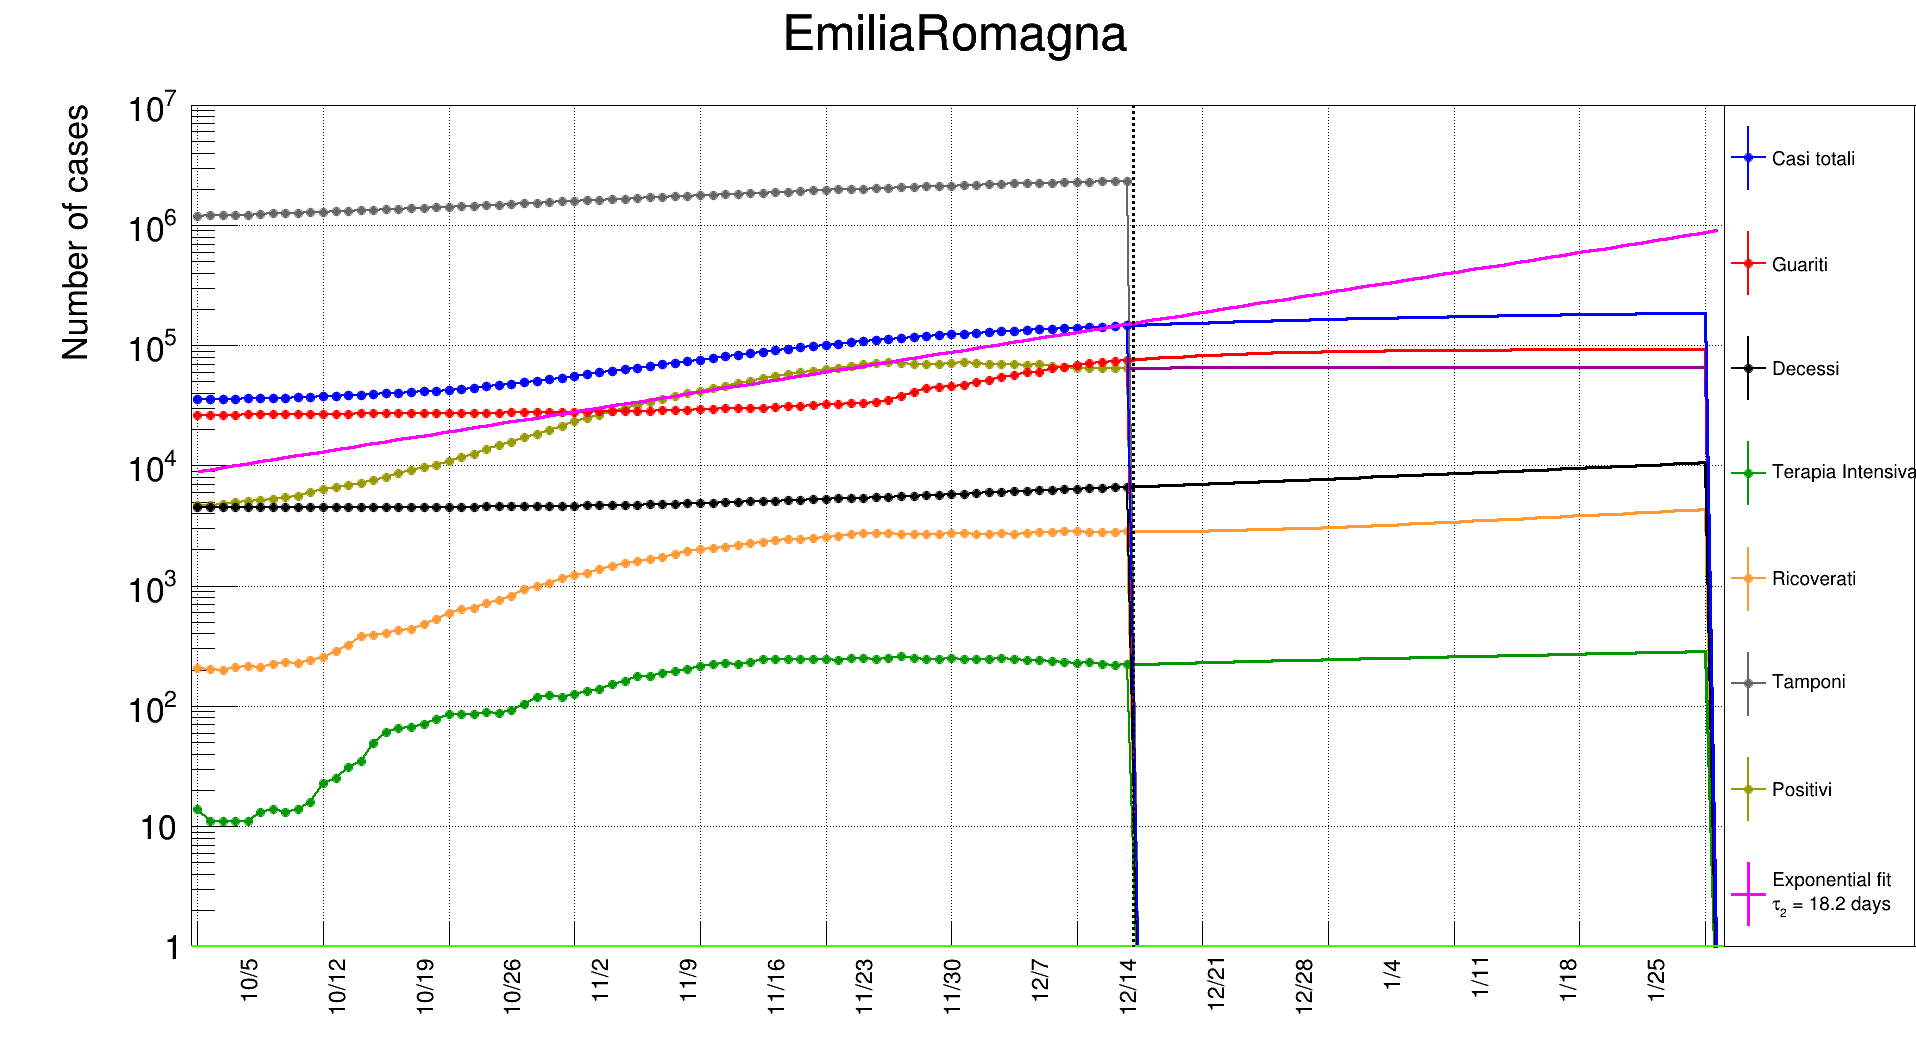 EmiliaRomagna
Number of cases
10^7
10^6
10^5
10^4
10^3
10^2
10
1
10/5
10/12
10/19
10/26
11/2
11/9
11/16
11/23
11/30
12/7
12/14
12/21
12/28
1/4
1/11
1/18
1/25
Casi totali
Guariti
Decessi
Terapia Intensiva
Ricoverati
Tamponi
Positivi
Exponential fit
τ_2 = 18.2 days